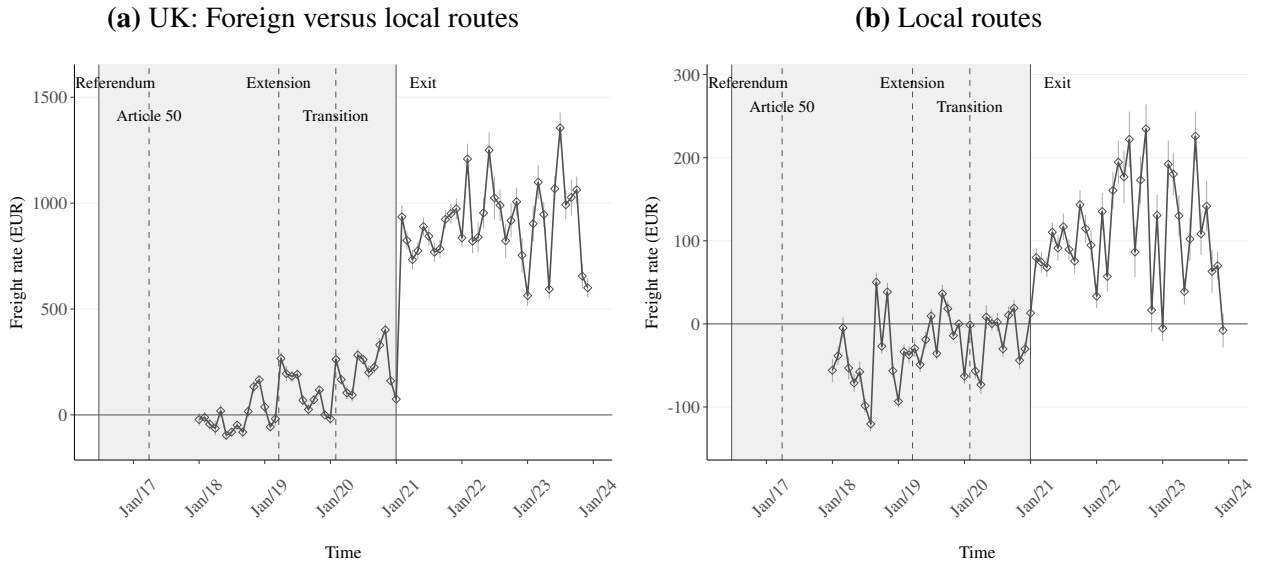 (a) UK: Foreign versus local routes
Referendum
Extension
Exit
Article 50
Transition
1500
1000
500
0
Freight rate (EUR)
Jan/17
Jan/18
Jan/19
Jan/20
Jan/21
Jan/22
Jan/23
Jan/24
Time
(b) Local routes
Referendum
Extension
Exit
Article 50
Transition
300
200
100
0
-100
Freight rate (EUR)
Jan/17
Jan/18
Jan/19
Jan/20
Jan/21
Jan/22
Jan/23
Jan/24
Time